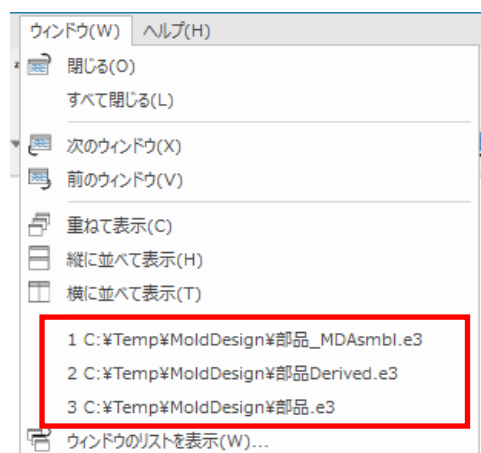 ウィンドウ(W) ヘルプ(H)
閉じる(O)
すべて閉じる(L)
次のウィンドウ(X)
前のウィンドウ(V)
重ねて表示(C)
縦に並べて表示(H)
横に並べて表示(T)
1 C:¥Temp¥MoldDesign¥部品_MDAsmbl.e3
2 C:¥Temp¥MoldDesign¥部品Derived.e3
3 C:¥Temp¥MoldDesign¥部品.e3
ウィンドウのリストを表示(W)...